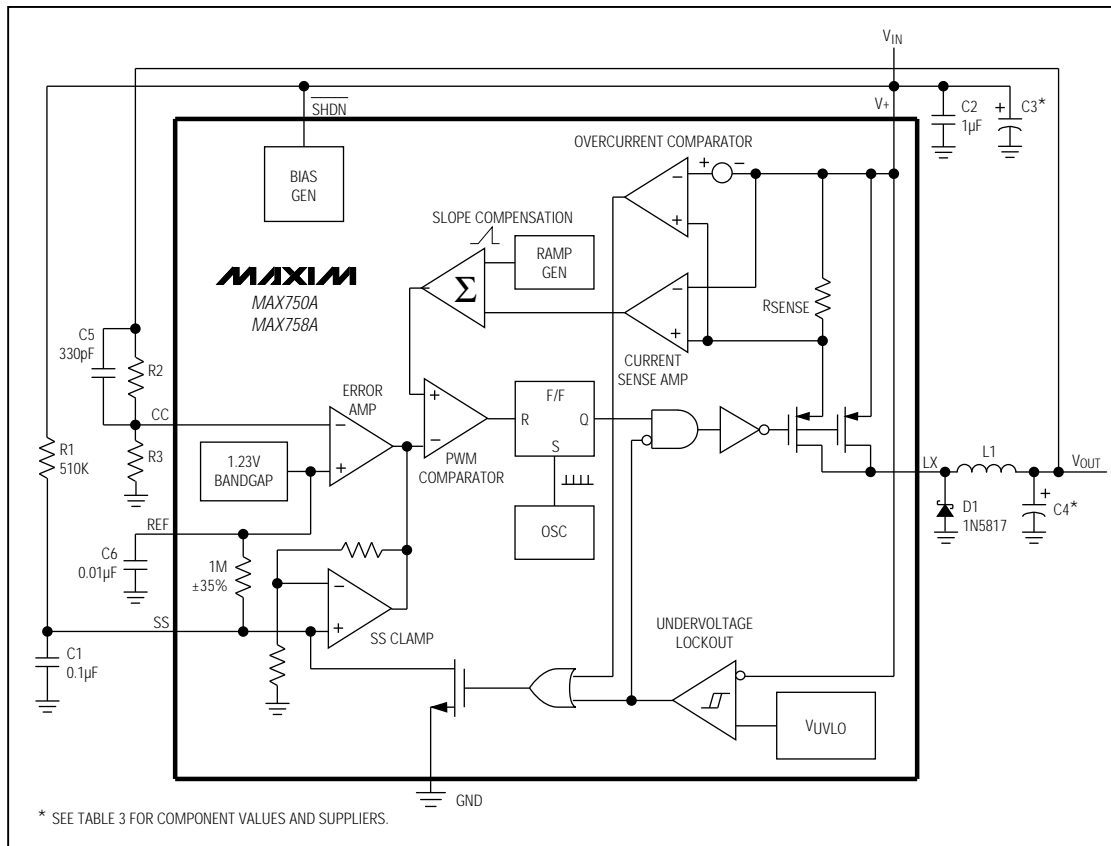 VIN
SHDN
V+
C2
1µF
C3*
OVERCURRENT COMPARATOR
+ −
−
+
BIAS
GEN
SLOPE COMPENSATION
RAMP
GEN
Σ
MAXIM
MAX750A
MAX758A
RSENSE
−
+
CURRENT
SENSE AMP
C5
330pF
R2
CC
R3
R1
510K
ERROR
AMP
−
+
1.23V
BANDGAP
+
−
PWM
COMPARATOR
F/F
R
Q
S
OSC
LX
L1
VOUT
D1
1N5817
+
C4*
REF
C6
0.01µF
1M
±35%
−
+
SS CLAMP
SS
C1
0.1µF
UNDERVOLTAGE
LOCKOUT
VUVLO
GND
* SEE TABLE 3 FOR COMPONENT VALUES AND SUPPLIERS.